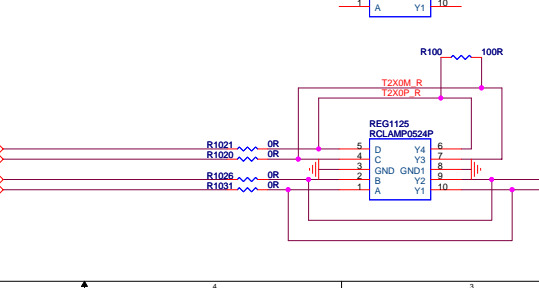 1 A Y1 10
R100 100R
T2X0M_R
T2X0P_R
REG1125
RCLAMP0524P
R1021 0R 5 D Y4 6
R1020 0R 4 C Y3 7
3 GND GND1 8
R1026 0R 2 B Y2 9
R1031 0R 1 A Y1 10
4 3